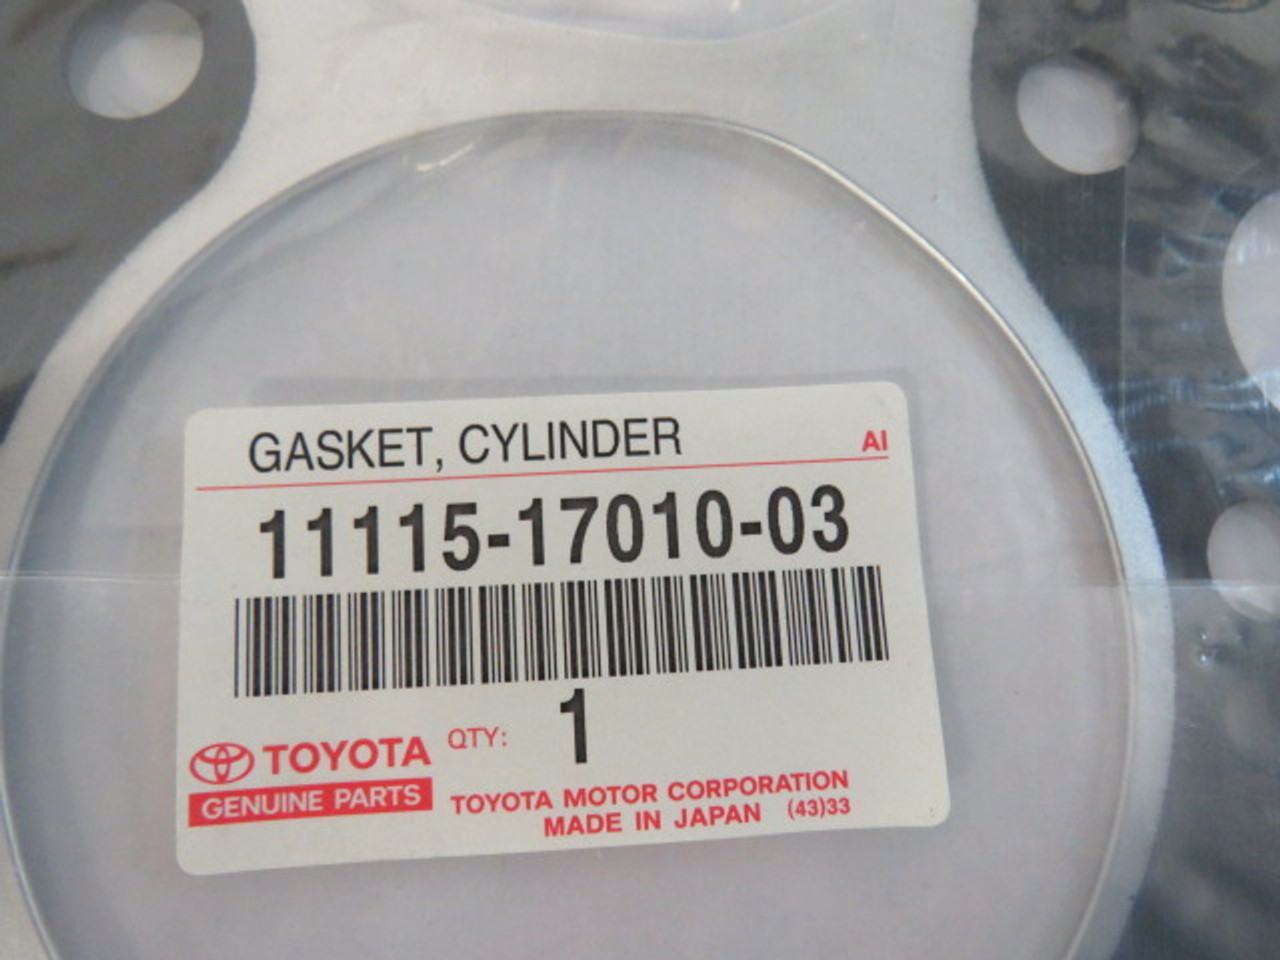 GASKET, CYLINDER AI
11115-17010-03
QTY: 1
TOYOTA
GENUINE PARTS
TOYOTA MOTOR CORPORATION
MADE IN JAPAN (43)33